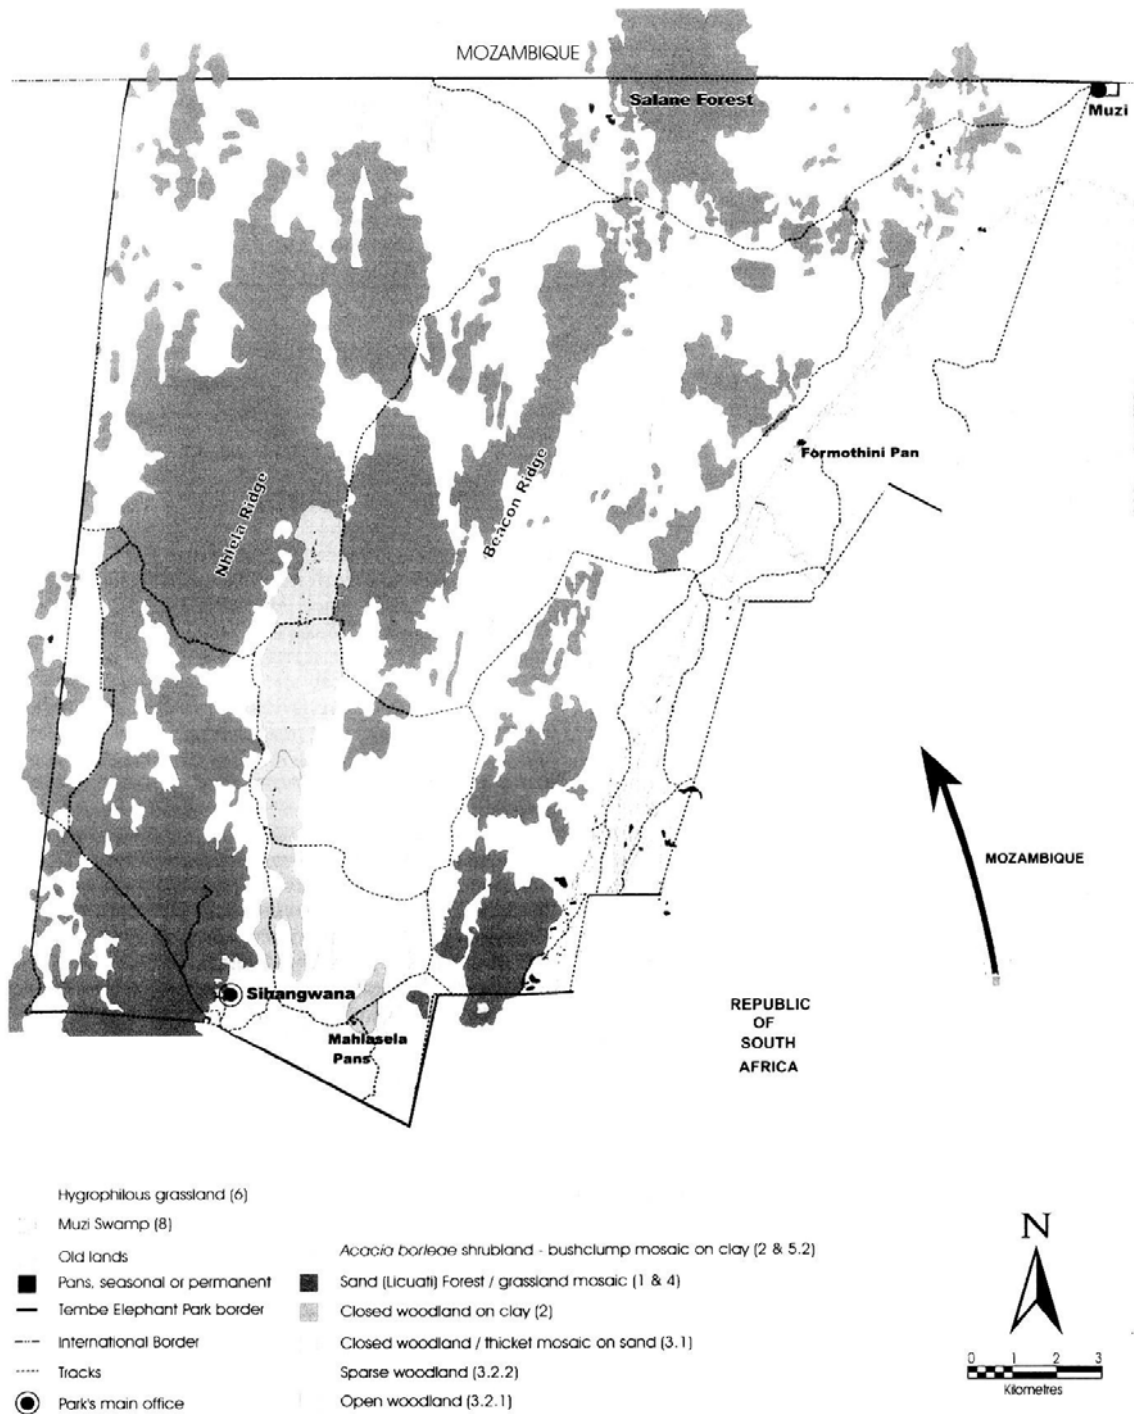 MOZAMBIQUE
Salane Forest
Muzi
Formothini Pan
Beacon Ridge
Nhlela Ridge
MOZAMBIQUE
Sihangwana
Mahlasela
Pans
REPUBLIC
OF
SOUTH
AFRICA
Hygrophilous grassland (6)
Muzi Swamp (8)
Old lands
Pans, seasonal or permanent
Tembe Elephant Park border
International Border
Tracks
Park's main office
Acacia borleae shrubland - bushclump mosaic on clay (2 & 5.2)
Sand (Licuati) Forest / grassland mosaic (1 & 4)
Closed woodland on clay (2)
Closed woodland / thicket mosaic on sand (3.1)
Sparse woodland (3.2.2)
Open woodland (3.2.1)
N
0 1 2 3
Kilometres